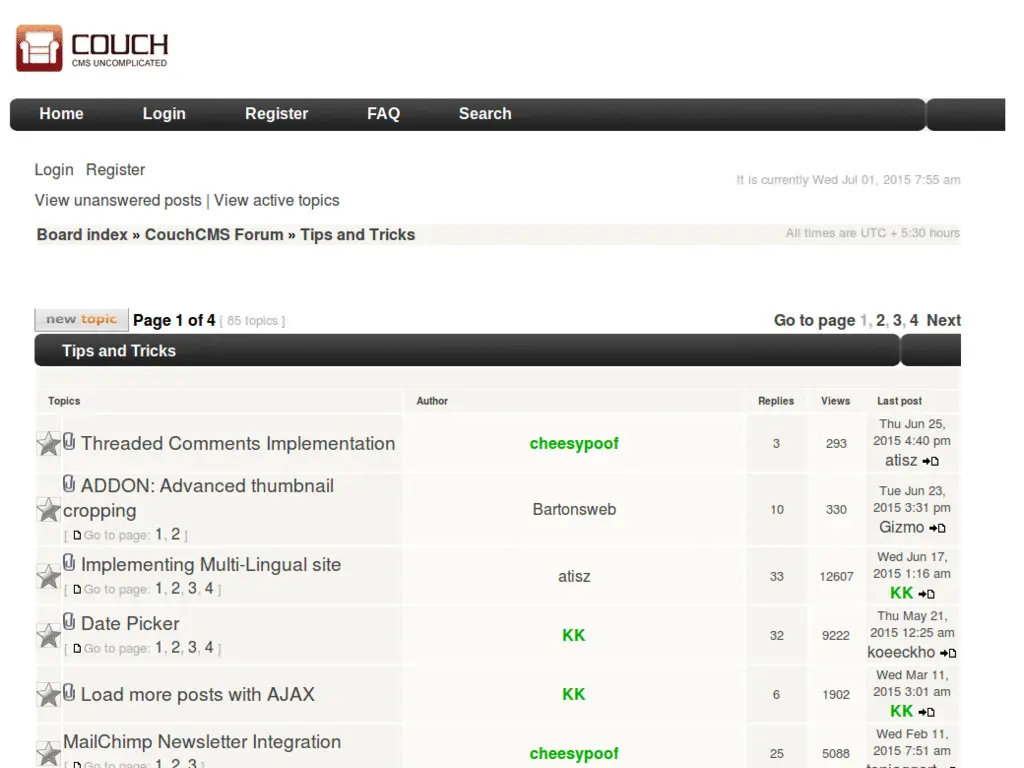 COUCH
CMS UNCOMPLICATED
Home Login Register FAQ Search
Login Register
It is currently Wed Jul 01, 2015 7:55 am
View unanswered posts | View active topics
Board index » CouchCMS Forum » Tips and Tricks
All times are UTC + 5:30 hours
new topic Page 1 of 4 [ 85 topics ]
Go to page 1, 2, 3, 4 Next
Tips and Tricks
Topics Author Replies Views Last post
Threaded Comments Implementation cheesypoof 3 293 Thu Jun 25,
2015 4:40 pm
atisz
ADDON: Advanced thumbnail
cropping
[ Go to page: 1, 2 ]
Bartonsweb 10 330 Tue Jun 23,
2015 3:31 pm
Gizmo
Implementing Multi-Lingual site
[ Go to page: 1, 2, 3, 4 ]
atisz 33 12607 Wed Jun 17,
2015 1:16 am
KK
Date Picker
[ Go to page: 1, 2, 3, 4 ]
KK 32 9222 Thu May 21,
2015 12:25 am
koeeckho
Load more posts with AJAX KK 6 1902 Wed Mar 11,
2015 3:01 am
KK
MailChimp Newsletter Integration
[ Go to page: 1, 2, 3 ]
cheesypoof 25 5088 Wed Feb 11,
2015 7:51 am